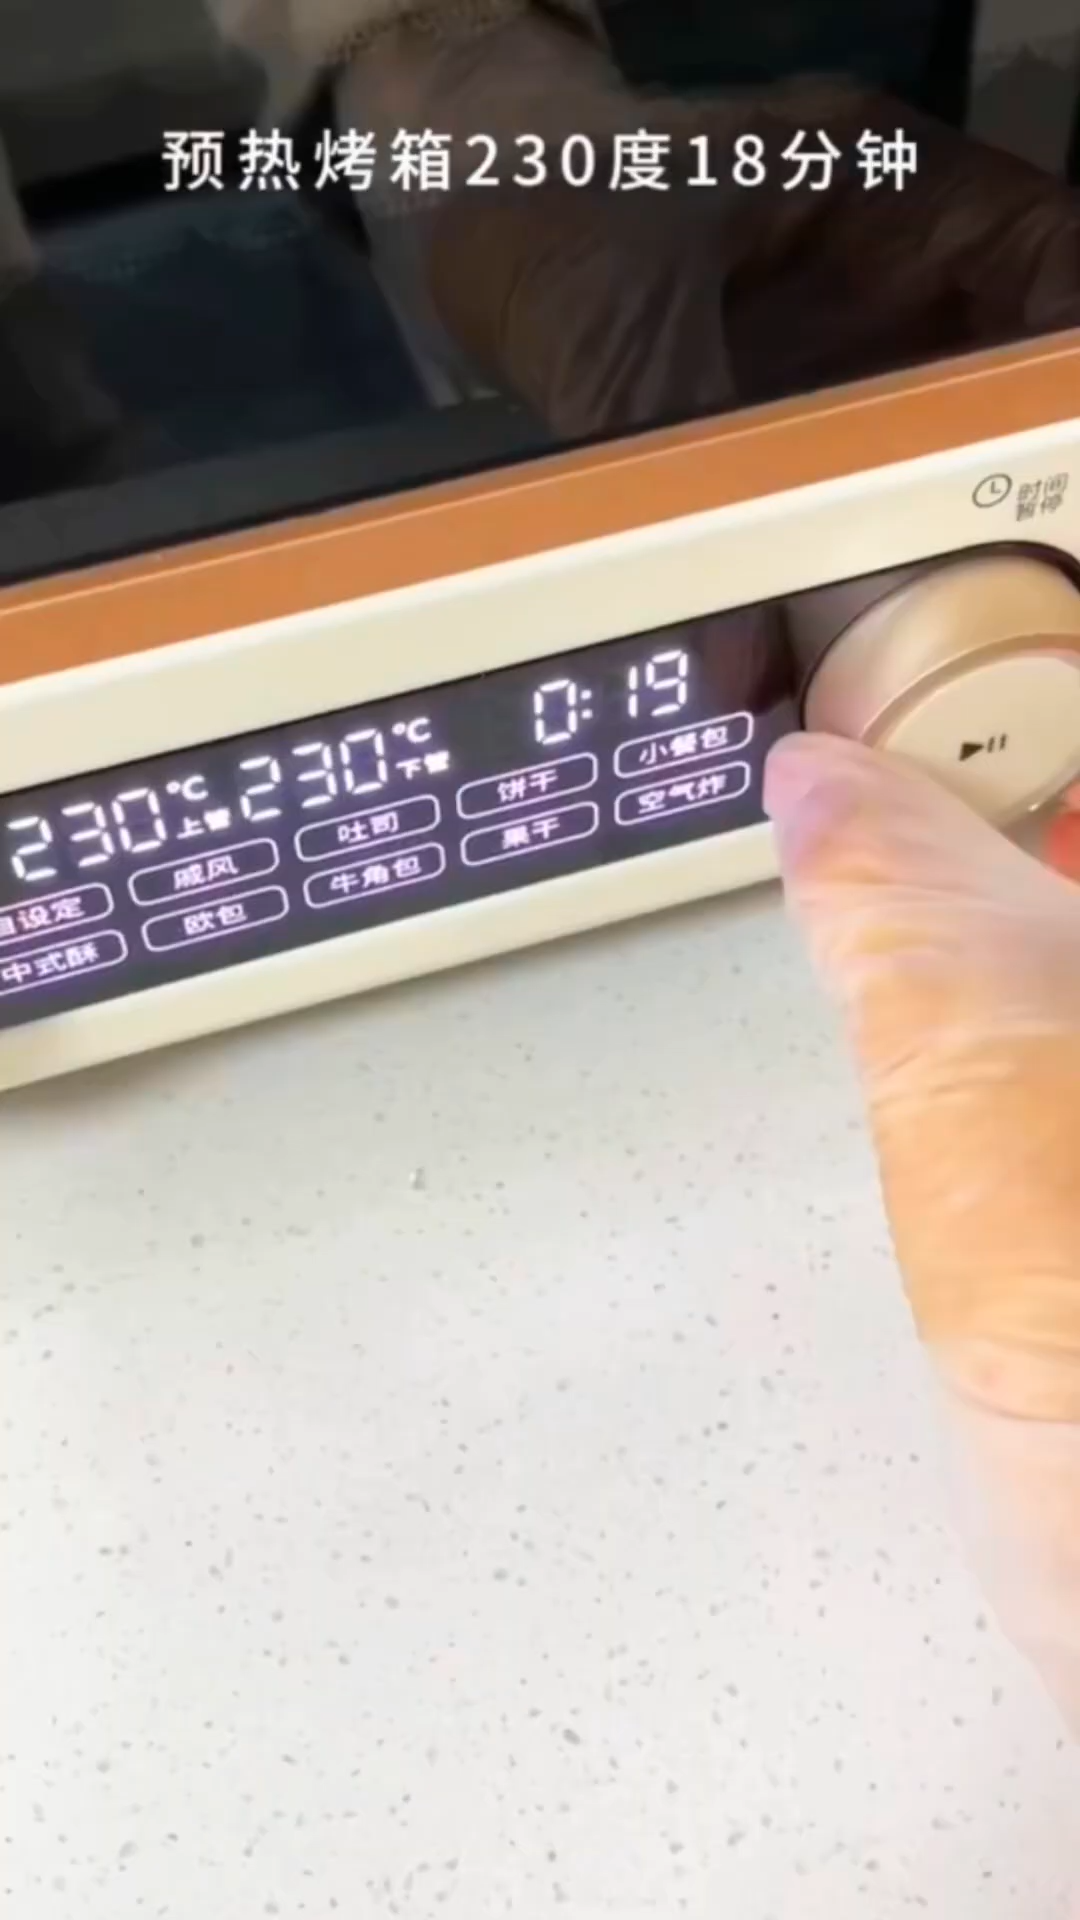 预热烤箱230度18分钟
时间
暂停
230℃上管 230℃下管 0:19
自设定 戚风 吐司 饼干 小餐包
中式酥 欧包 牛角包 果干 空气炸